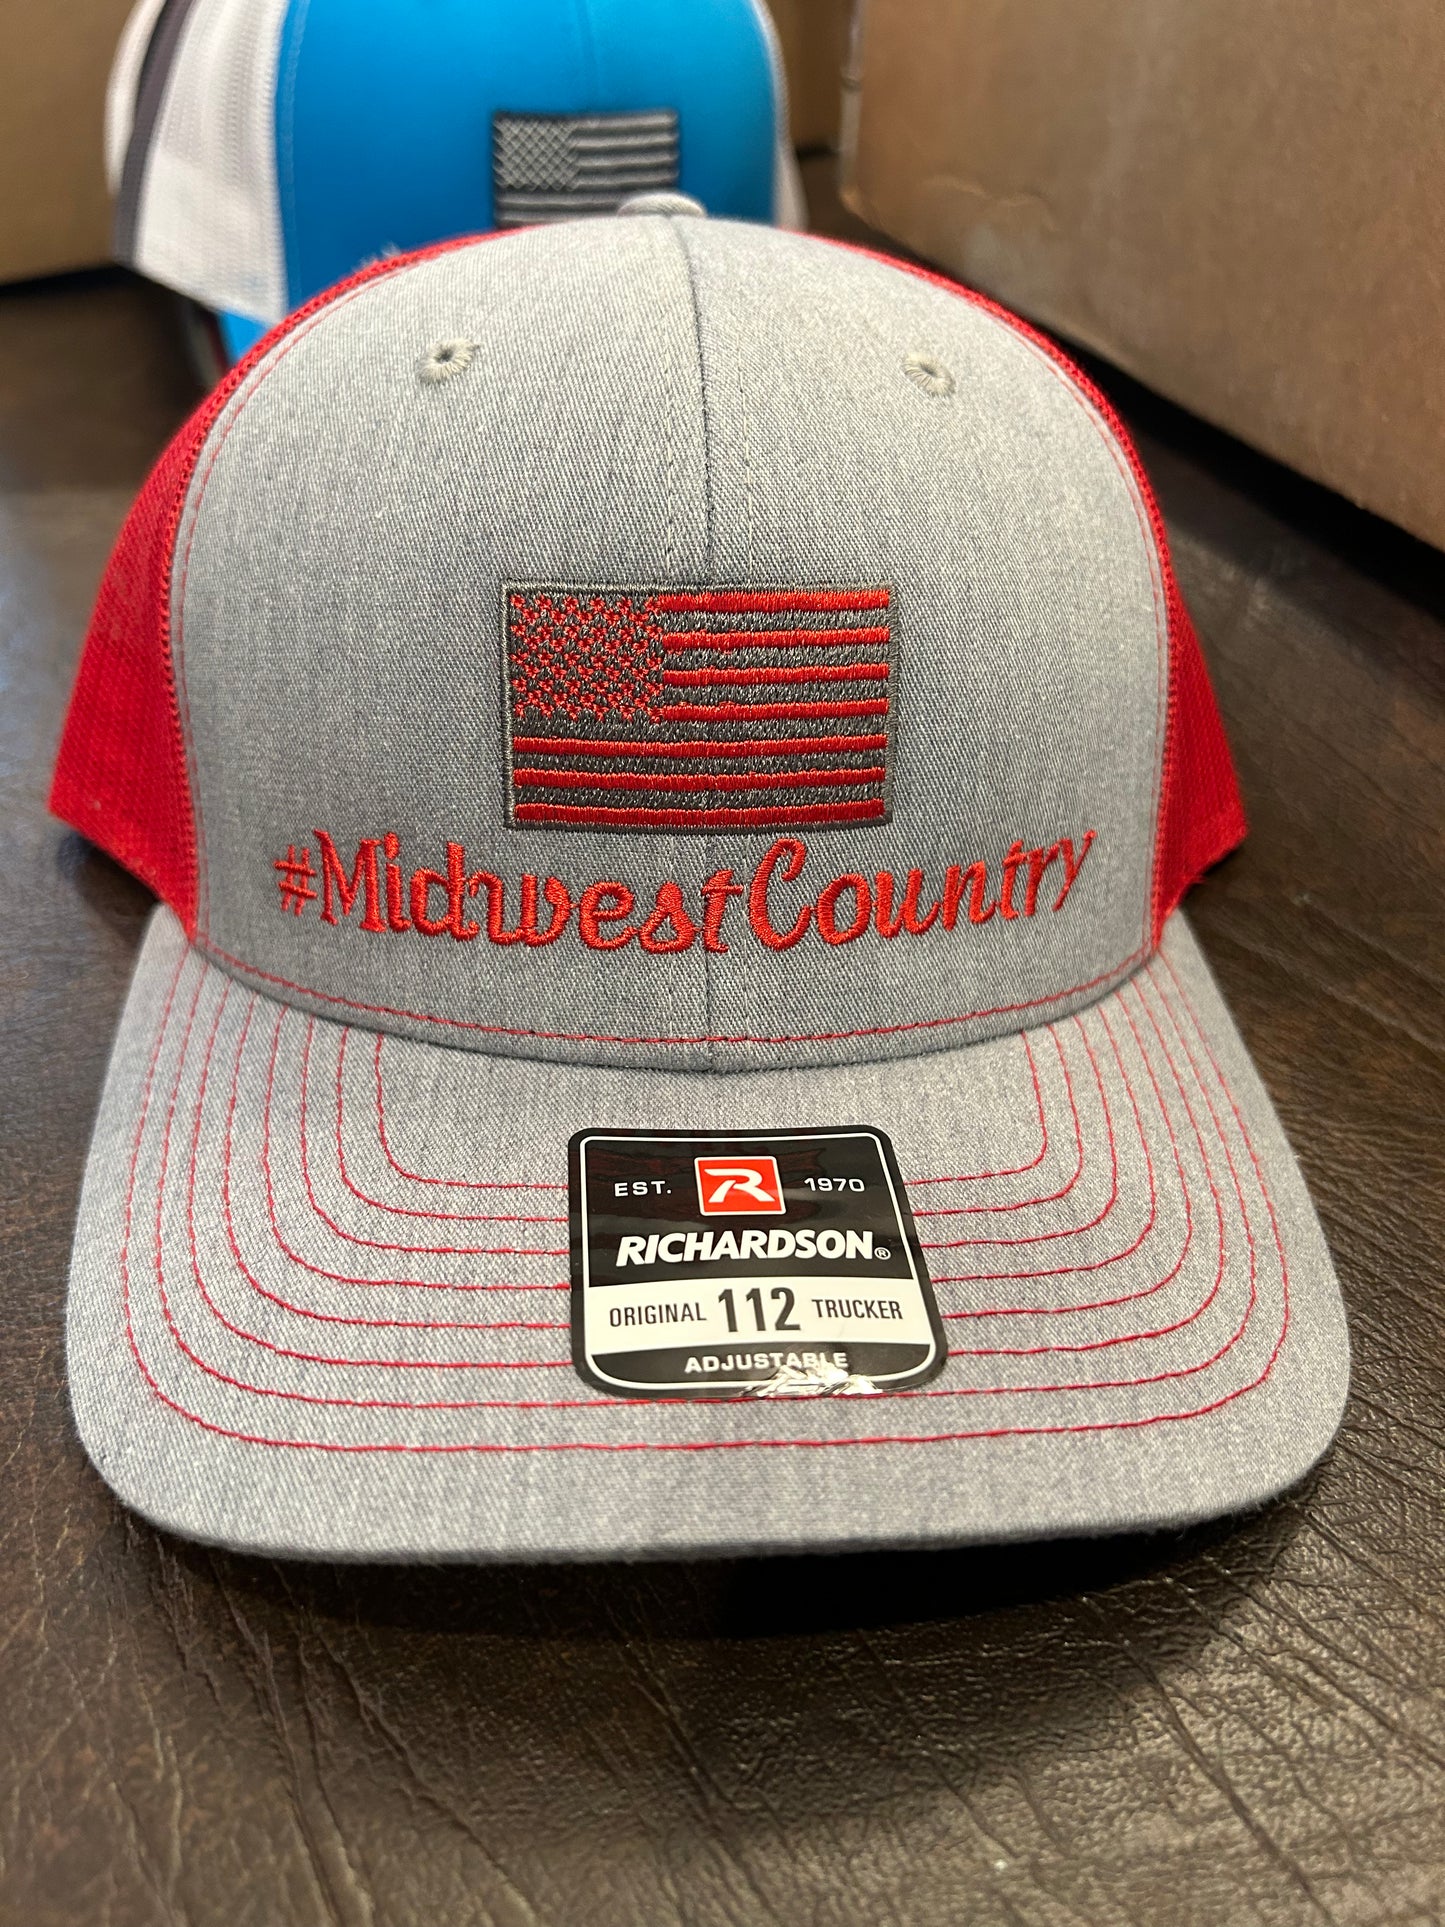 #MidwestCountry
EST. R 1970
RICHARDSON®
ORIGINAL 112 TRUCKER
ADJUSTABLE